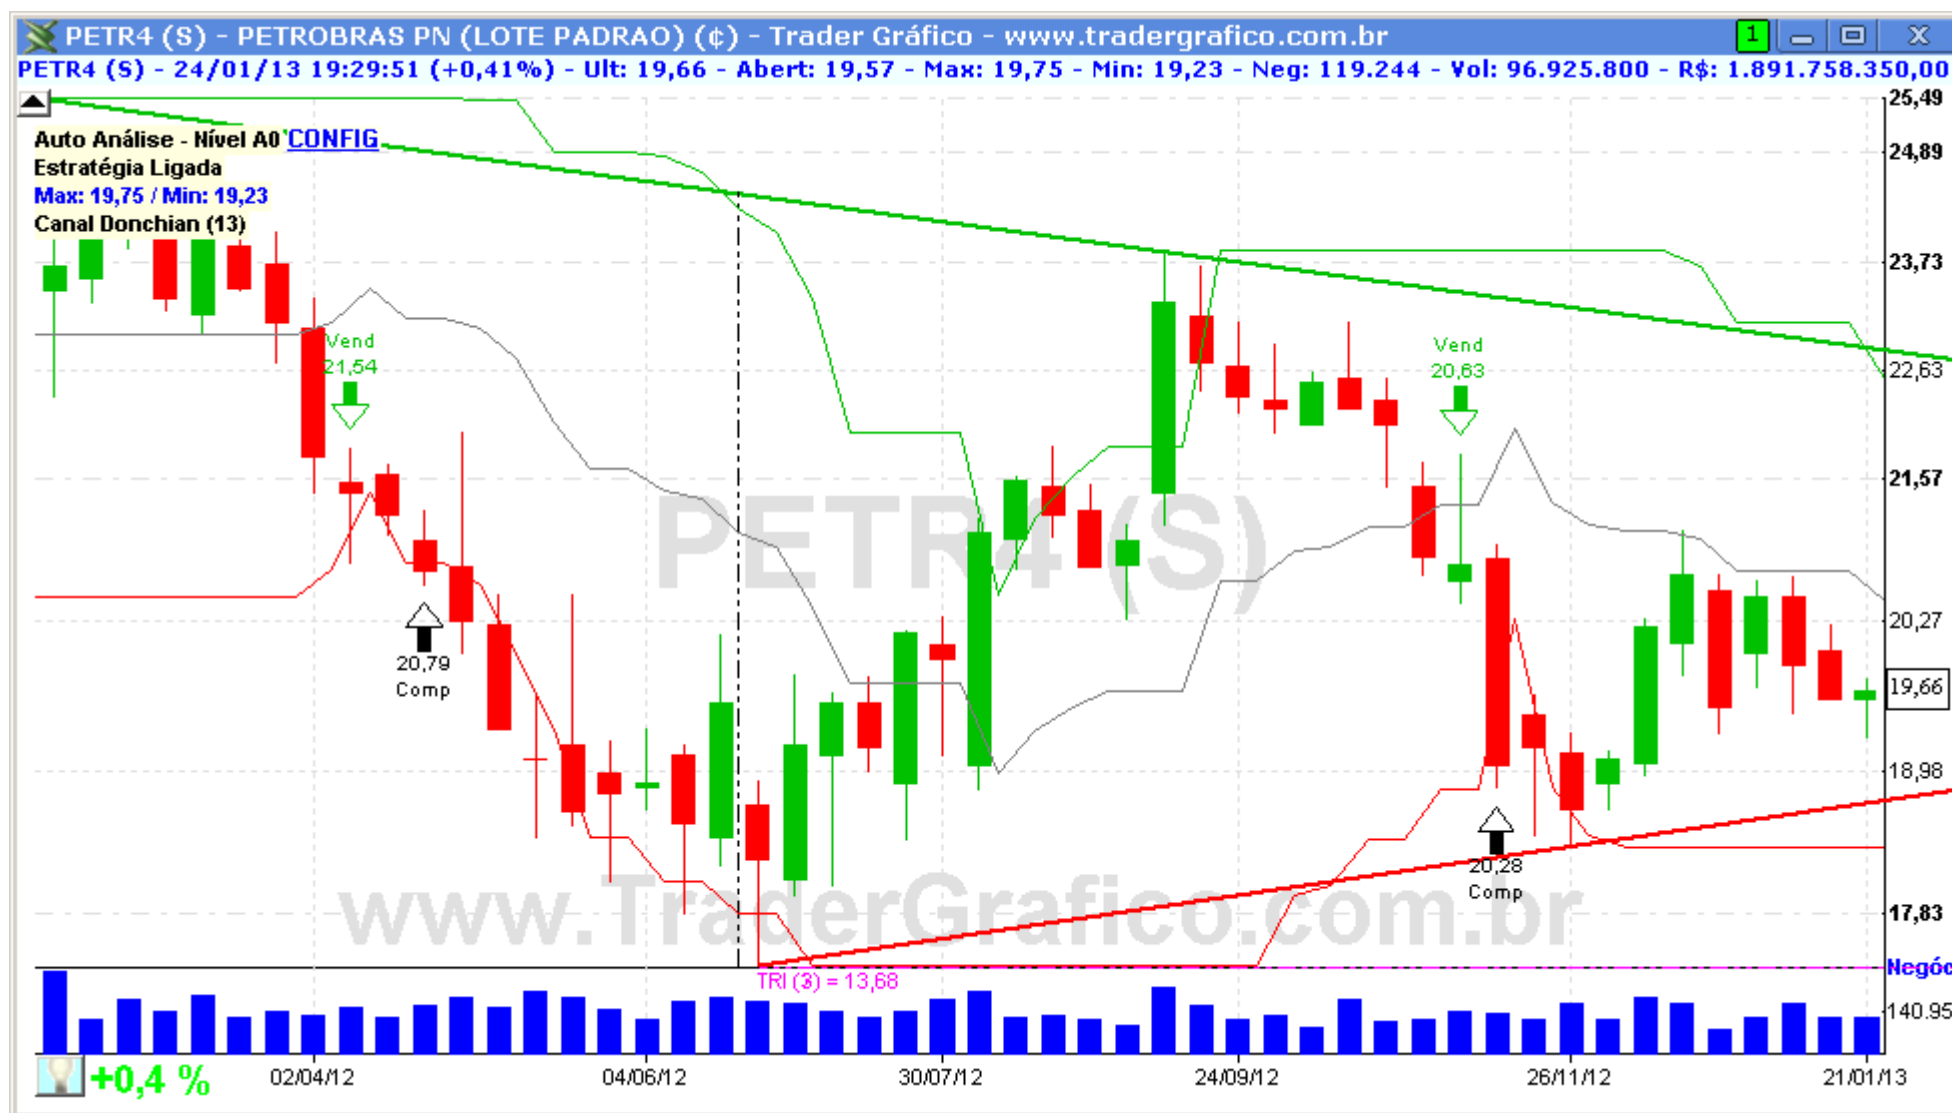 PETR4 (S) - PETROBRAS PN (LOTE PADRAO) (¢) - Trader Gráfico - www.tradergrafico.com.br
1
PETR4 (S) - 24/01/13 19:29:51 (+0,41%) - Ult: 19,66 - Abert: 19,57 - Max: 19,75 - Min: 19,23 - Neg: 119.244 - Vol: 96.925.800 - R$: 1.891.758.350,00
25,49
Auto Análise - Nível A0 CONFIG
24,89
Estratégia Ligada
Max: 19,75 / Min: 19,23
Canal Donchian (13)
23,73
Vend
21,54
Vend
20,63
22,63
21,57
PETR4 (S)
20,27
20,79
Comp
19,66
18,98
20,28
Comp
www.TraderGrafico.com.br
17,83
Negóc
TRI (3) = 13,68
140.95
+0,4 %
02/04/12
04/06/12
30/07/12
24/09/12
26/11/12
21/01/13